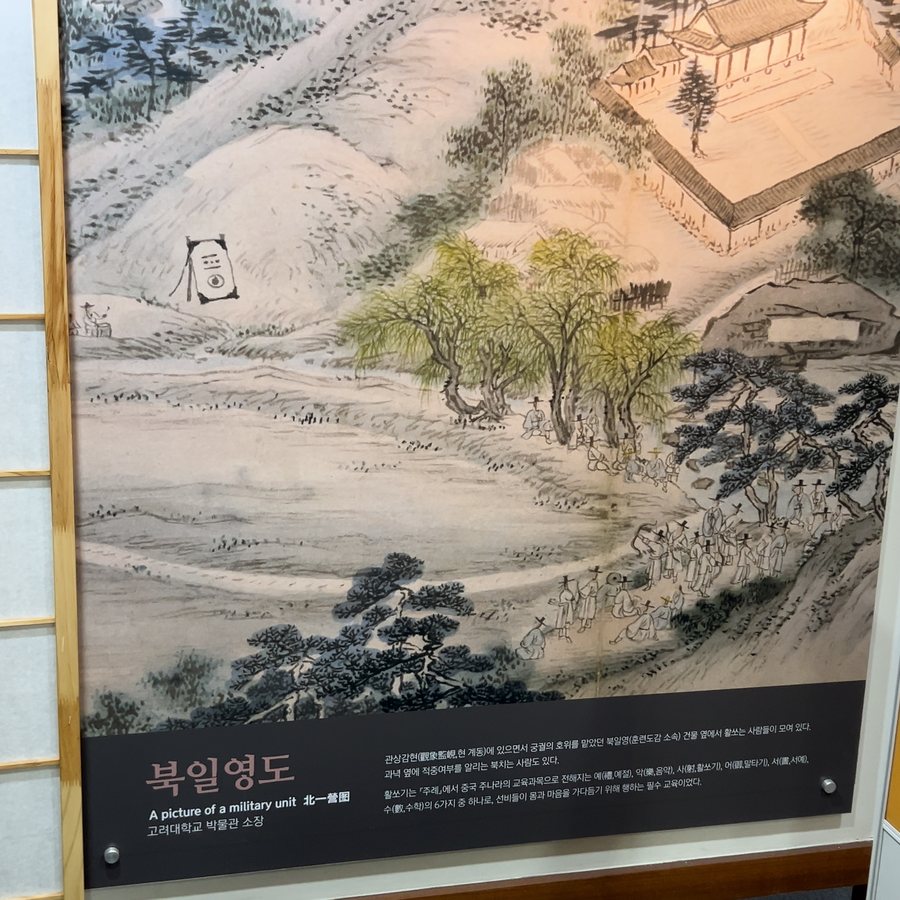 북일영도
A picture of a military unit 北一營圖
고려대학교 박물관 소장
관상감현(觀象監峴,현 계동)에 있으면서 궁궐의 호위를 맡았던 북일영(훈련도감 소속) 건물 옆에서 활쏘는 사람들이 모여 있다.
과녁 옆에 적중여부를 알리는 북치는 사람도 있다.
활쏘기는 『주례』에서 중국 주나라의 교육과목으로 전해지는 예(禮,예절), 악(樂,음악), 사(射,활쏘기), 어(御,말타기), 서(書,서예),
수(數,수학)의 6가지 중 하나로, 선비들이 몸과 마음을 가다듬기 위해 행하는 필수 교육이었다.